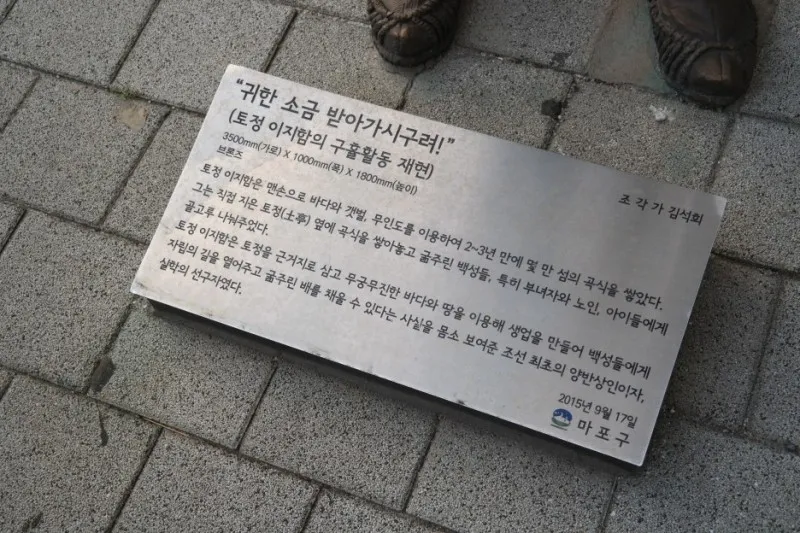 “귀한 소금 받아가시구려!”
(토정 이지함의 구휼활동 재현)
3500mm(가로) X 1000mm(폭) X 1800mm(높이)
브론즈
조 각 가 김석희
토정 이지함은 맨손으로 바다와 갯벌, 무인도를 이용하여 2~3년 만에 몇 만 섬의 곡식을 쌓았다.
그는 직접 지은 토정(土亭) 옆에 곡식을 쌓아놓고 굶주린 백성들, 특히 부녀자와 노인, 아이들에게
골고루 나눠주었다.
토정 이지함은 토정을 근거지로 삼고 무궁무진한 바다와 땅을 이용해 생업을 만들어 백성들에게
자립의 길을 열어주고 굶주린 배를 채울 수 있다는 사실을 몸소 보여준 조선 최초의 양반상인이자,
실학의 선구자였다.
2015년 9월 17일
마 포 구